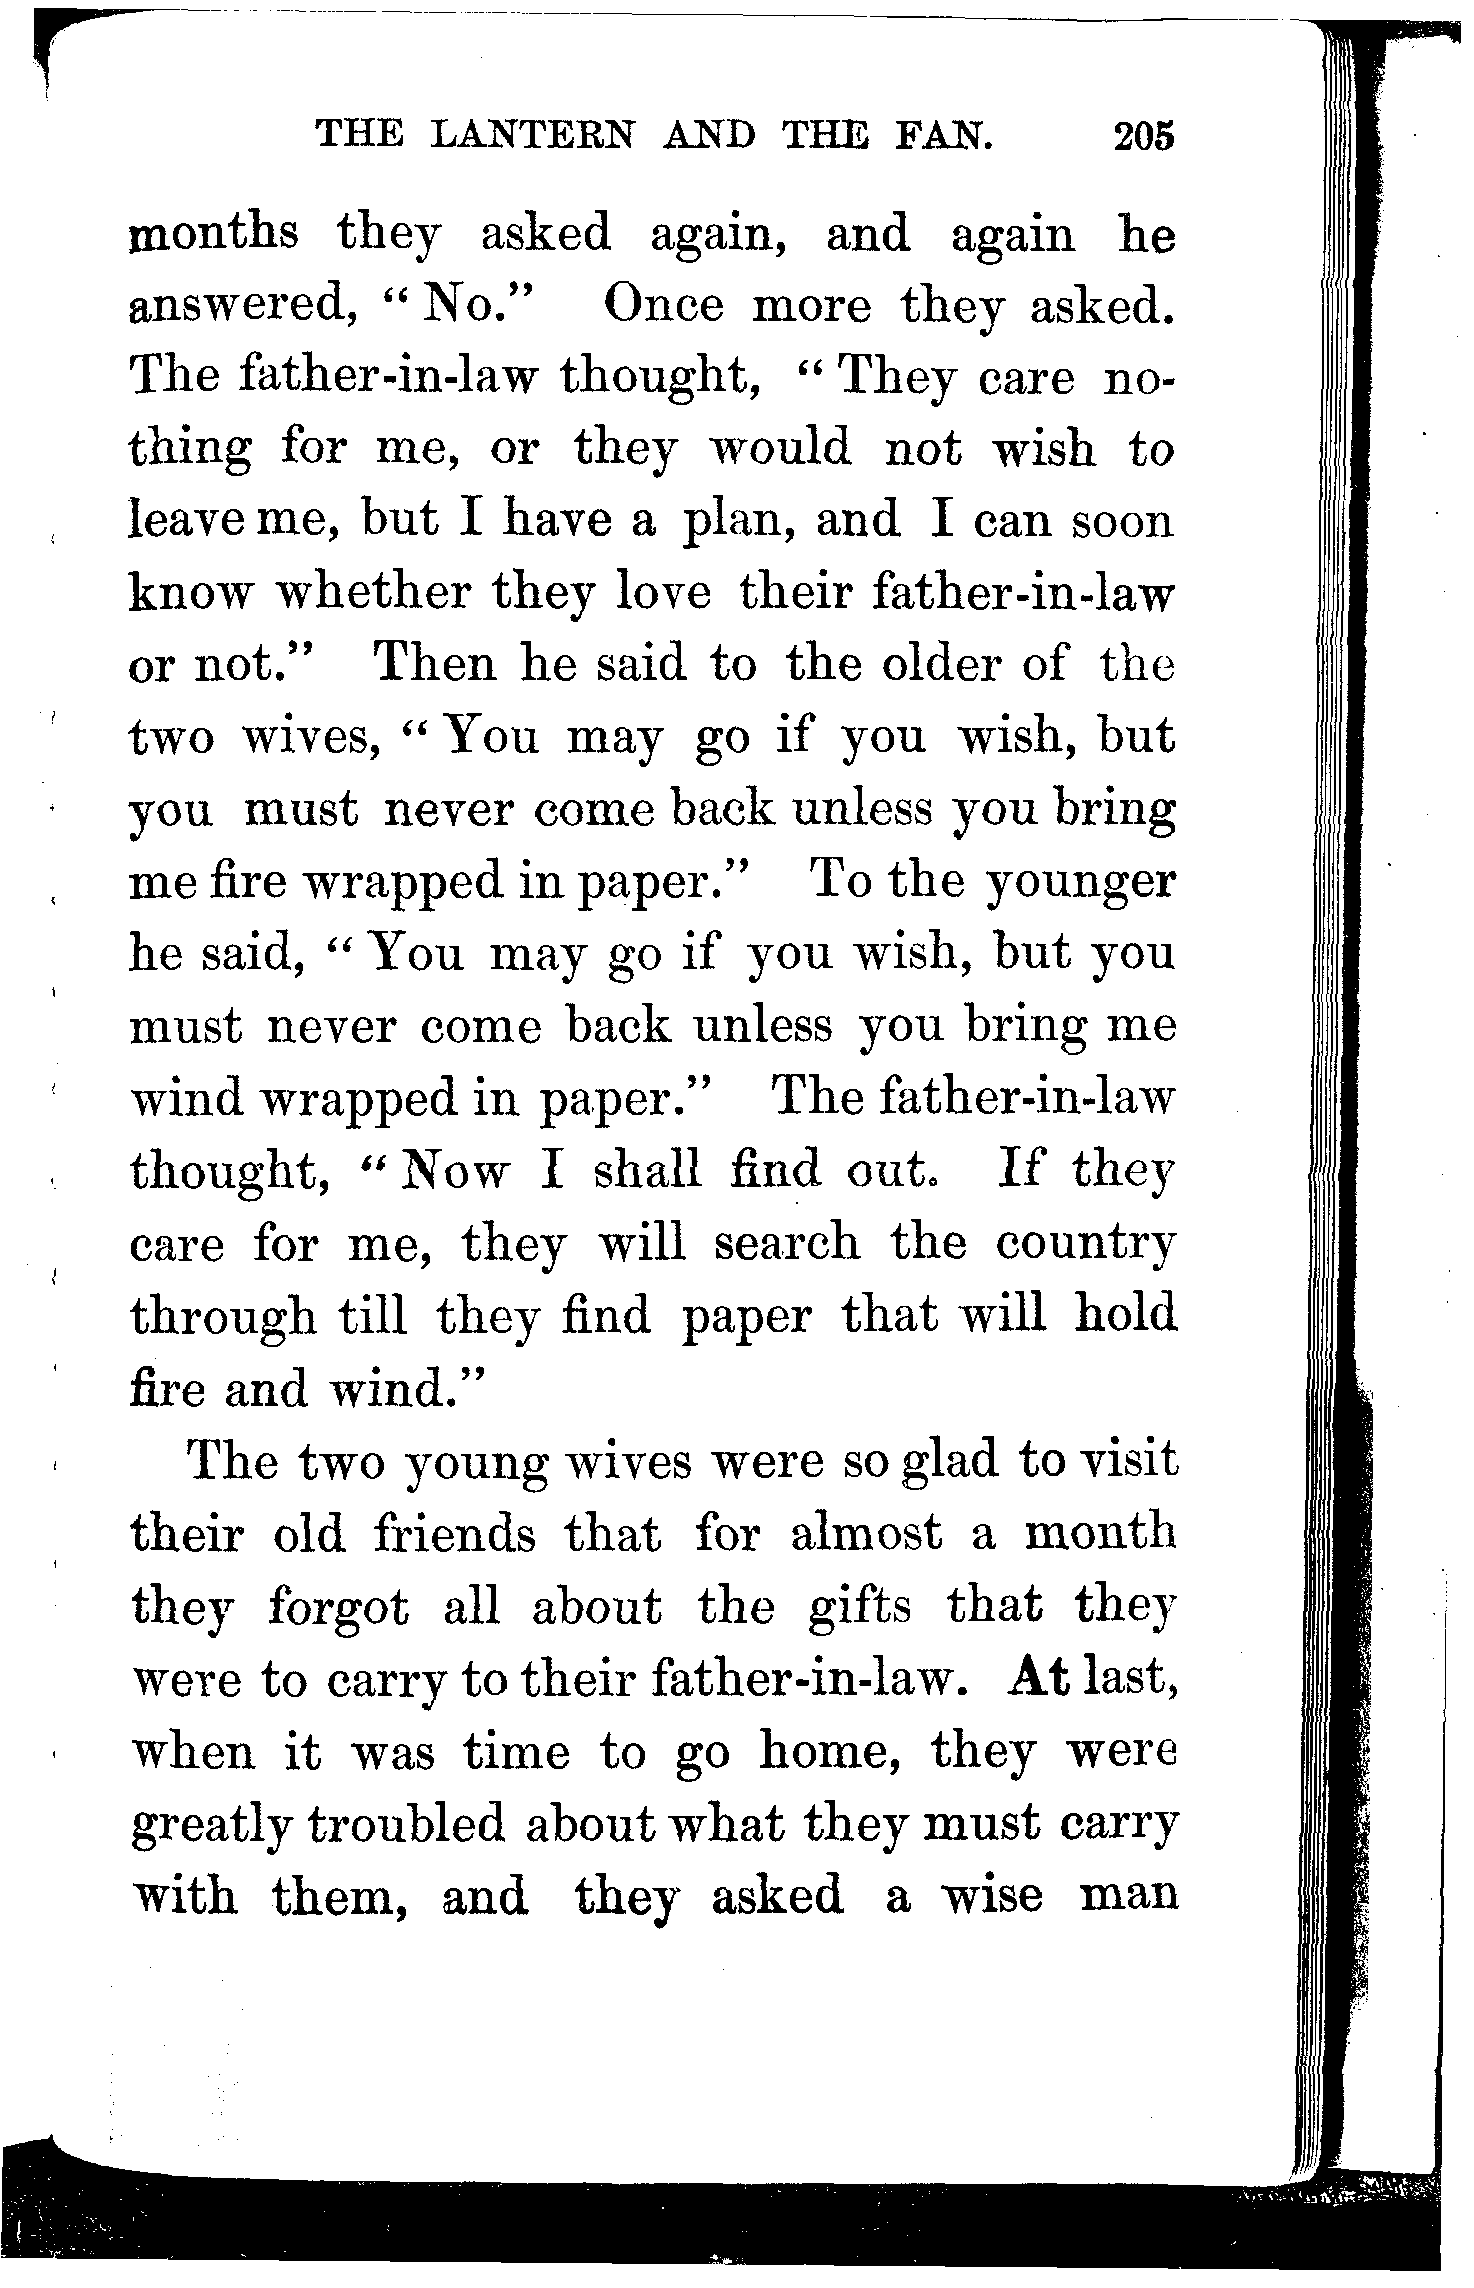 THE LANTERN AND THE FAN. 205
months they asked again, and again he
answered, “ No.” Once more they asked.
The father-in-law thought, “ They care no-
thing for me, or they would not wish to
leave me, but I have a plan, and I can soon
know whether they love their father-in-law
or not.” Then he said to the older of the
two wives, “ You may go if you wish, but
you must never come back unless you bring
me fire wrapped in paper.” To the younger
he said, “ You may go if you wish, but you
must never come back unless you bring me
wind wrapped in paper.” The father-in-law
thought, “ Now I shall find out. If they
care for me, they will search the country
through till they find paper that will hold
fire and wind.”
The two young wives were so glad to visit
their old friends that for almost a month
they forgot all about the gifts that they
were to carry to their father-in-law. At last,
when it was time to go home, they were
greatly troubled about what they must carry
with them, and they asked a wise man